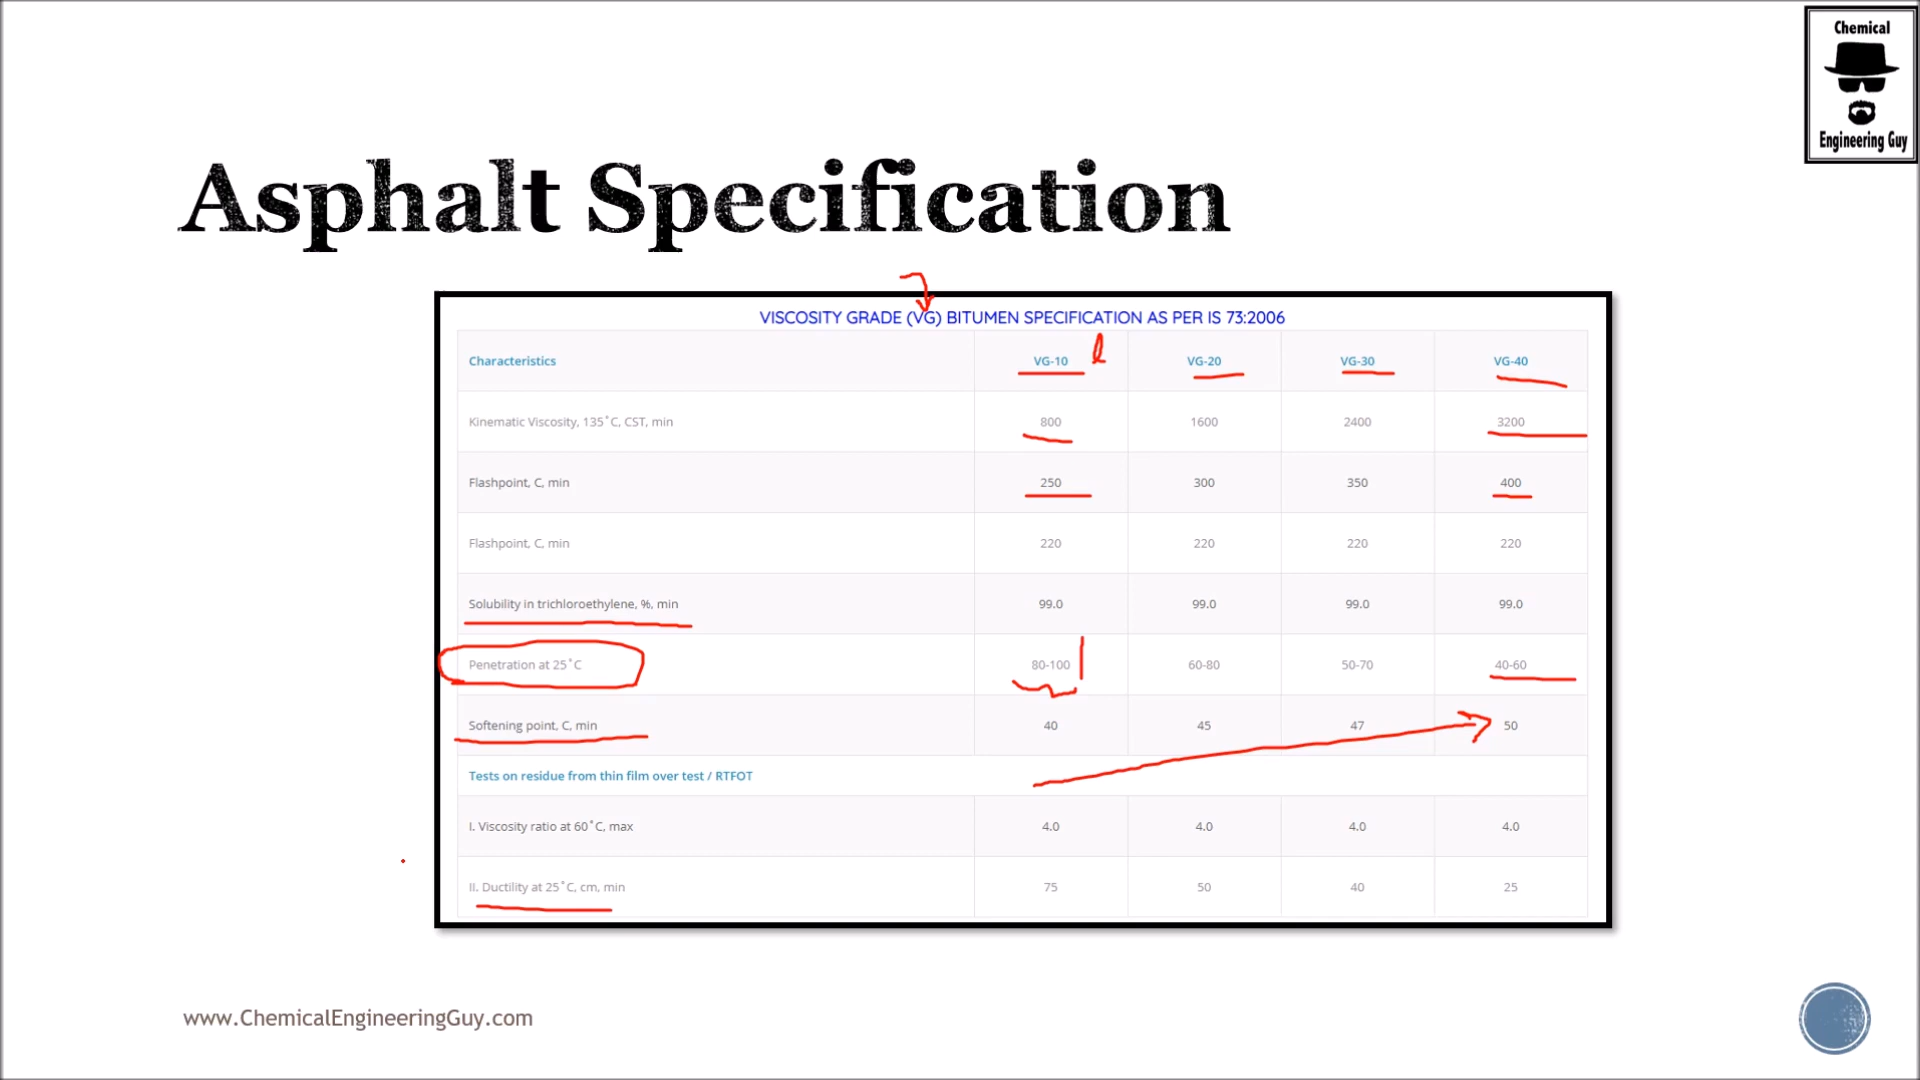 Chemical
Engineering Guy
Asphalt Specification
VISCOSITY GRADE (VG) BITUMEN SPECIFICATION AS PER IS 73:2006
Characteristics VG-10 VG-20 VG-30 VG-40
Kinematic Viscosity, 135˚C, CST, min 800 1600 2400 3200
Flashpoint, C, min 250 300 350 400
Flashpoint, C, min 220 220 220 220
Solubility in trichloroethylene, %, min 99.0 99.0 99.0 99.0
Penetration at 25˚C 80-100 60-80 50-70 40-60
Softening point, C, min 40 45 47 50
Tests on residue from thin film over test / RTFOT
I. Viscosity ratio at 60˚C, max 4.0 4.0 4.0 4.0
II. Ductility at 25˚C, cm, min 75 50 40 25
www.ChemicalEngineeringGuy.com